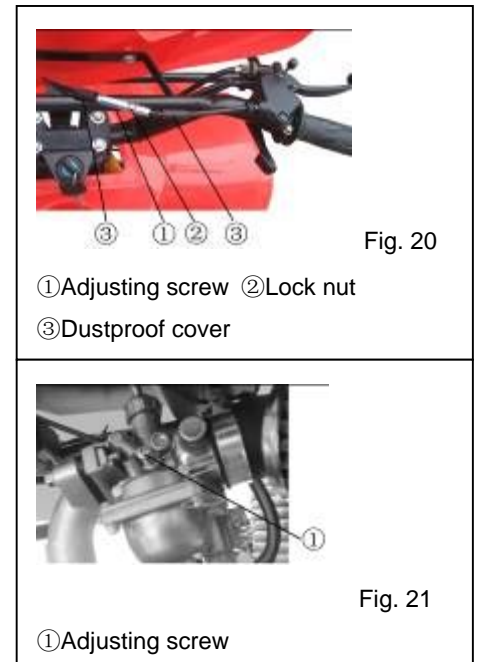 ③ ① ② ③
Fig. 20
①Adjusting screw ②Lock nut
③Dustproof cover
①
Fig. 21
①Adjusting screw